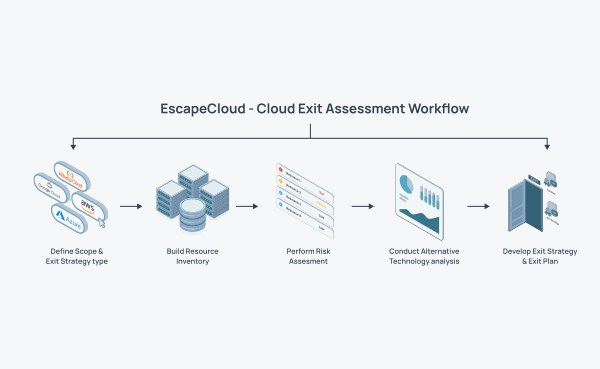 EscapeCloud - Cloud Exit Assessment Workflow
Alibaba Cloud
Google Cloud
aws
Azure
Define Scope &
Exit Strategy type
Build Resource
Inventory
Perform Risk
Assesment
Conduct Alternative
Technology analysis
Develop Exit Strategy
& Exit Plan